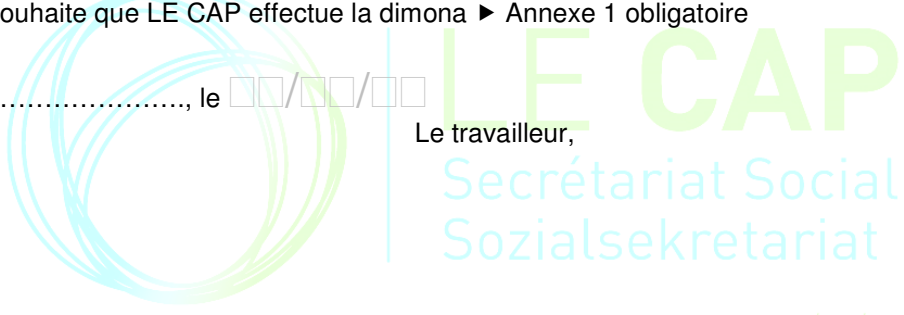 ouhaite que LE CAP effectue la dimona ► Annexe 1 obligatoire
…………………., le □□/□□/□□
Le travailleur,
LE CAP
Secrétariat Social
Sozialsekretariat